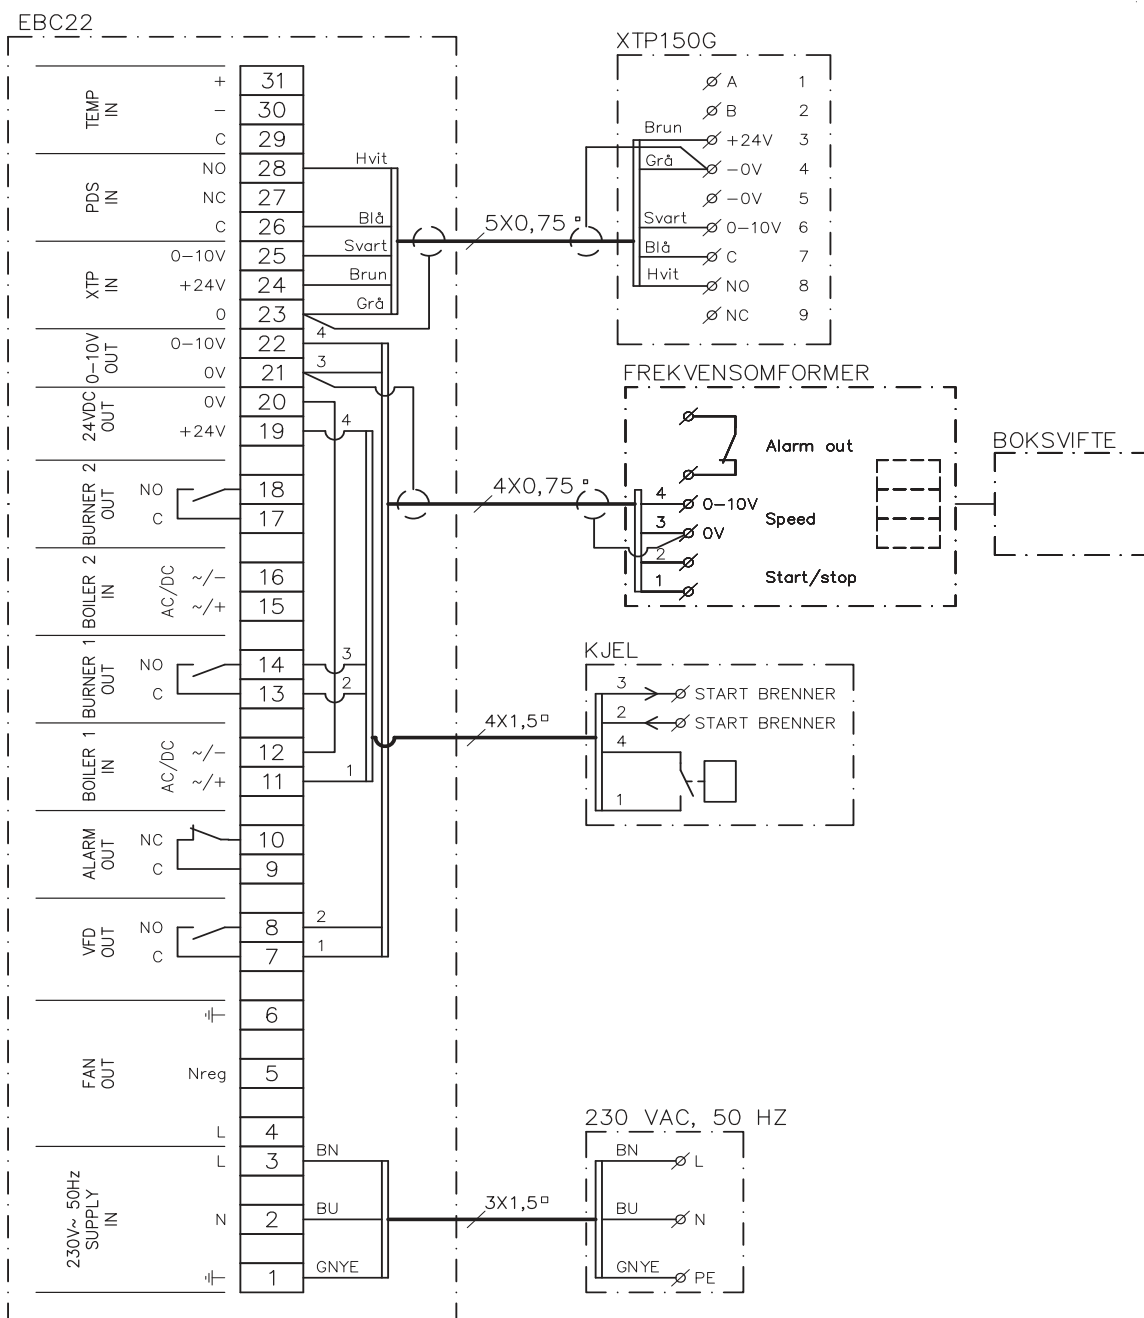 EBC22
TEMP IN
+ 31
– 30
C 29
PDS IN
NO 28 Hvit
NC 27
C 26 Blå
XTP IN
0–10V 25 Svart
+24V 24 Brun
0 23 Grå
0–10V OUT
0–10V 22 4
0V 21 3
24VDC OUT
0V 20
+24V 19 4
BURNER 2 OUT
NO 18
C 17
BOILER 2 IN
AC/DC
~/– 16
~/+ 15
BURNER 1 OUT
NO 14 3
C 13 2
BOILER 1 IN
AC/DC
~/– 12
~/+ 11 1
ALARM OUT
NC 10
C 9
VFD OUT
NO 8 2
C 7 1
FAN OUT
6
Nreg 5
L 4
230V~ 50Hz SUPPLY IN
L 3 BN
N 2 BU
1 GNYE
5X0,75 ▫
XTP150G
A 1
B 2
Brun +24V 3
Grå –0V 4
–0V 5
Svart 0–10V 6
Blå C 7
Hvit NO 8
NC 9
4X0,75 ▫
FREKVENSOMFORMER
Alarm out
4 0–10V
Speed
3 0V
2
Start/stop
1
BOKSVIFTE
4X1,5▫
KJEL
3 START BRENNER
2 START BRENNER
4
1
3X1,5▫
230 VAC, 50 HZ
BN L
BU N
GNYE PE